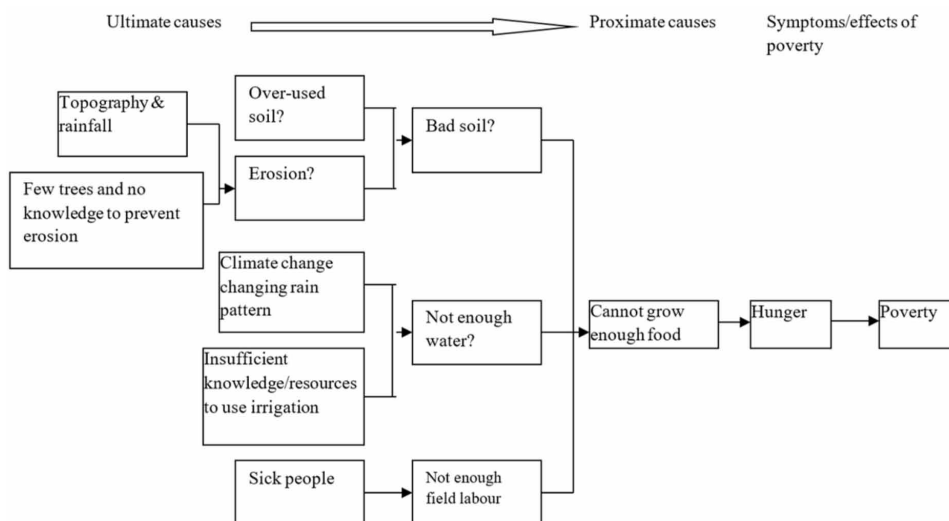 Ultimate causes
Proximate causes
Symptoms/effects of
poverty
Topography &
rainfall
Few trees and no
knowledge to prevent
erosion
Over-used
soil?
Erosion?
Bad soil?
Climate change
changing rain
pattern
Insufficient
knowledge/resources
to use irrigation
Not enough
water?
Sick people
Not enough
field labour
Cannot grow
enough food
Hunger
Poverty